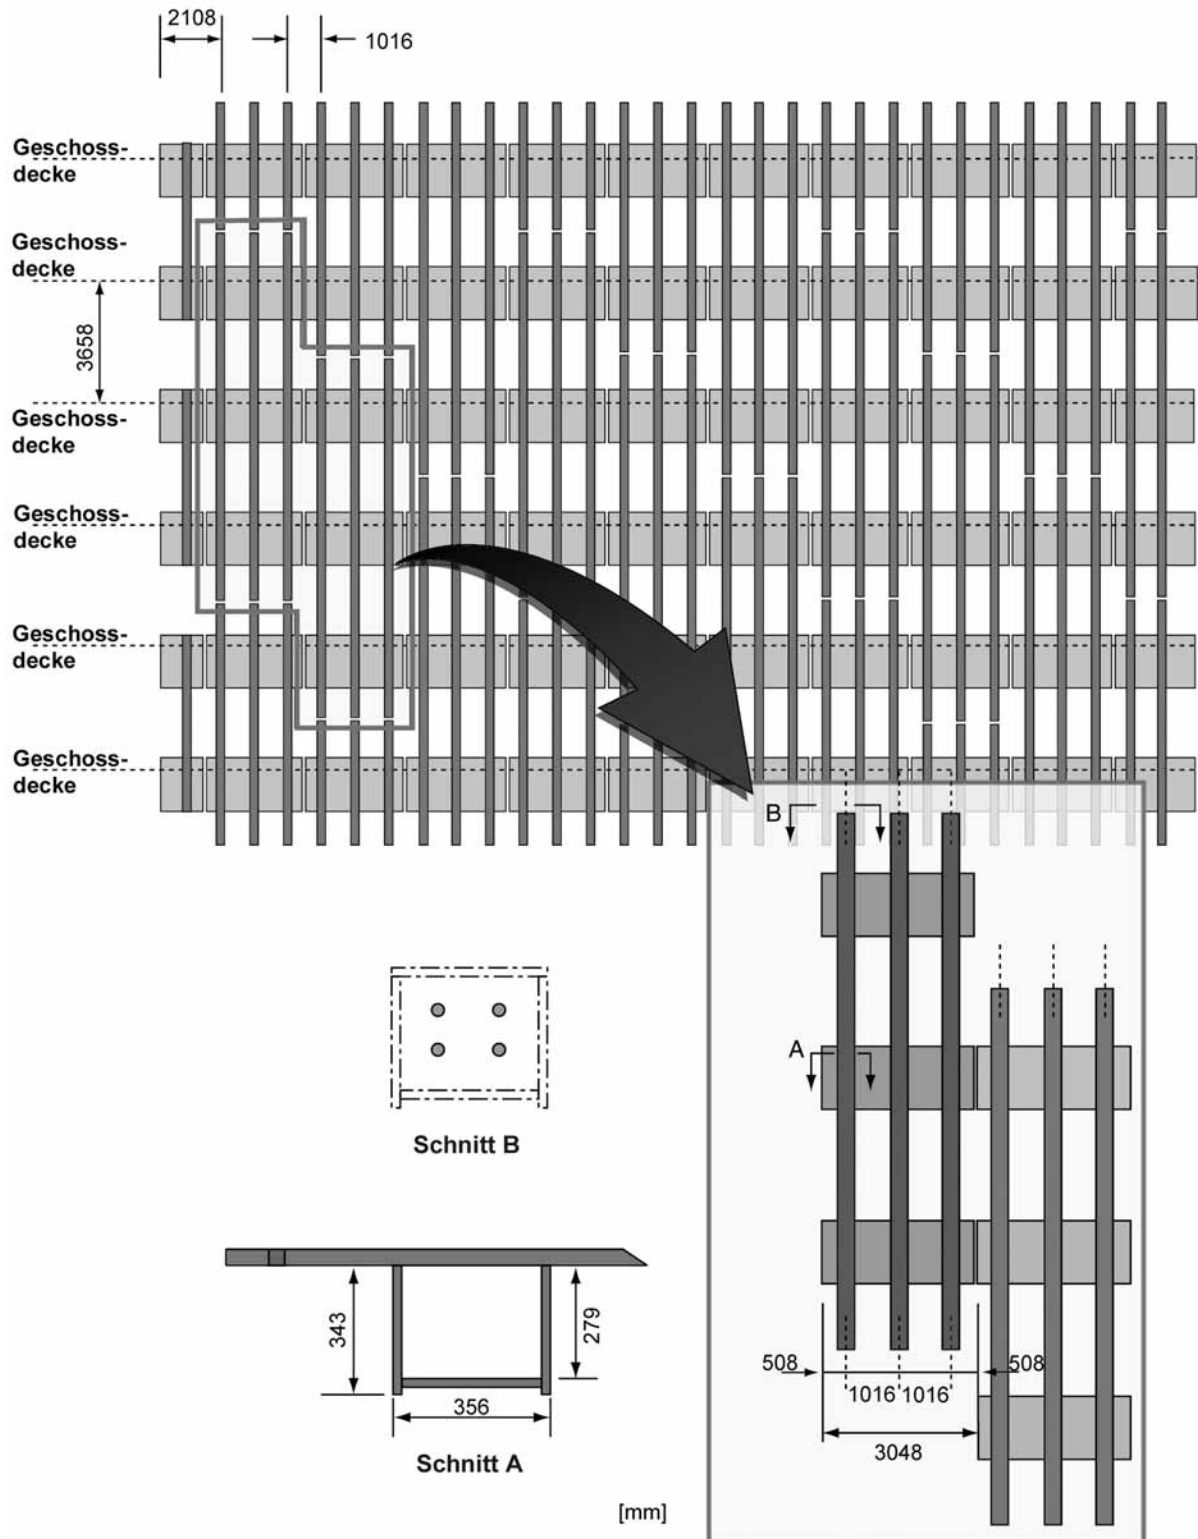 2108
1016
Geschoss-
decke
Geschoss-
decke
3658
Geschoss-
decke
Geschoss-
decke
Geschoss-
decke
Geschoss-
decke
B
A
Schnitt B
343
279
356
Schnitt A
508
508
1016 1016
3048
[mm]